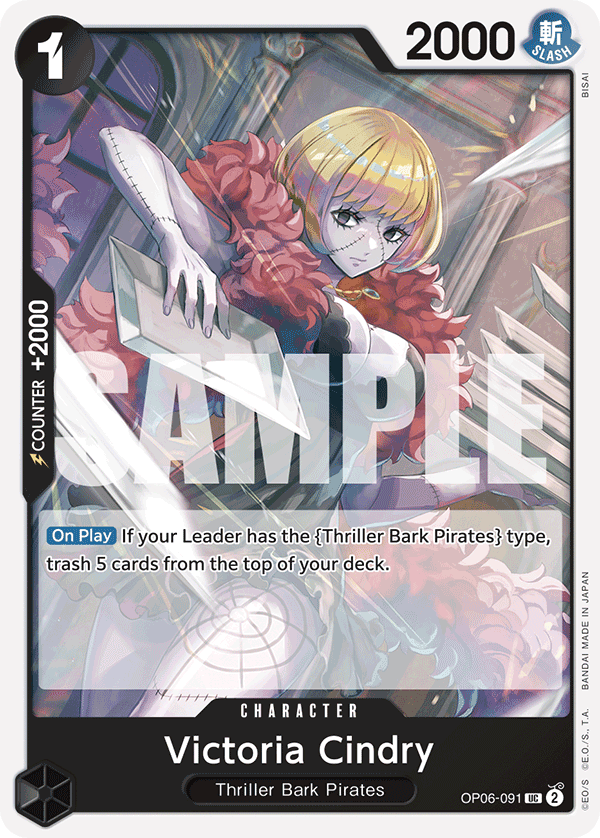 1
2000
斬
SLASH
BISAI
COUNTER +2000
SAMPLE
On Play If your Leader has the {Thriller Bark Pirates} type,
trash 5 cards from the top of your deck.
CHARACTER
Victoria Cindry
Thriller Bark Pirates
OP06-091 UC 2
©EO/S ©E.O./S., T.A. BANDAI MADE IN JAPAN